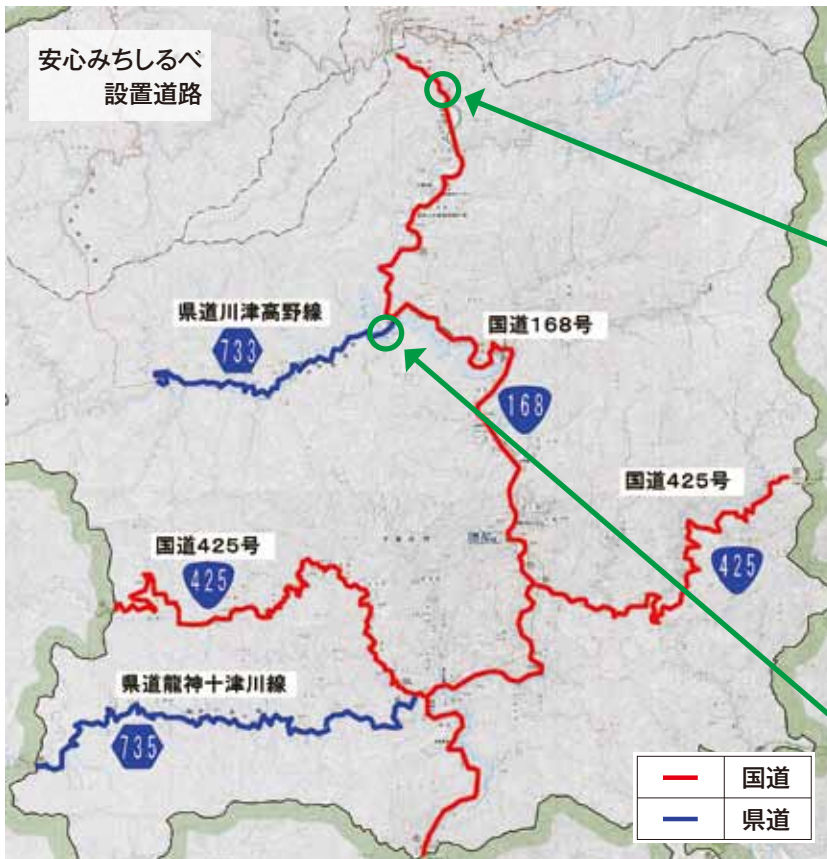 安心みちしるべ
設置道路
県道川津高野線
733
国道168号
168
国道425号
425
国道425号
425
県道龍神十津川線
735
国道
県道